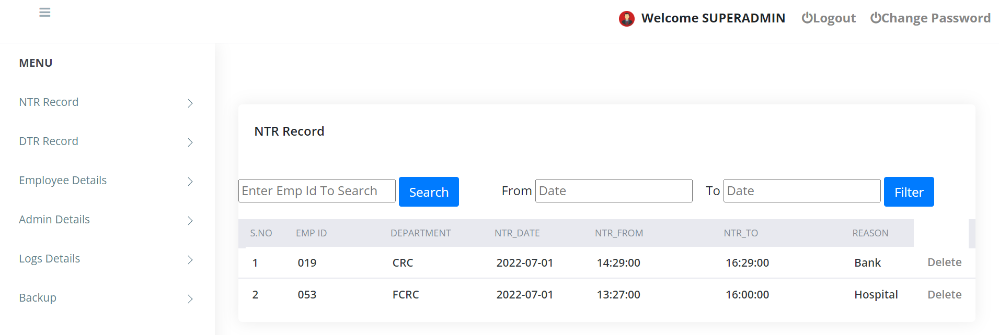 Welcome SUPERADMIN Logout Change Password
MENU
NTR Record
DTR Record
Employee Details
Admin Details
Logs Details
Backup
NTR Record
Enter Emp Id To Search Search From Date To Date Filter
S.NO EMP ID DEPARTMENT NTR_DATE NTR_FROM NTR_TO REASON
1 019 CRC 2022-07-01 14:29:00 16:29:00 Bank Delete
2 053 FCRC 2022-07-01 13:27:00 16:00:00 Hospital Delete